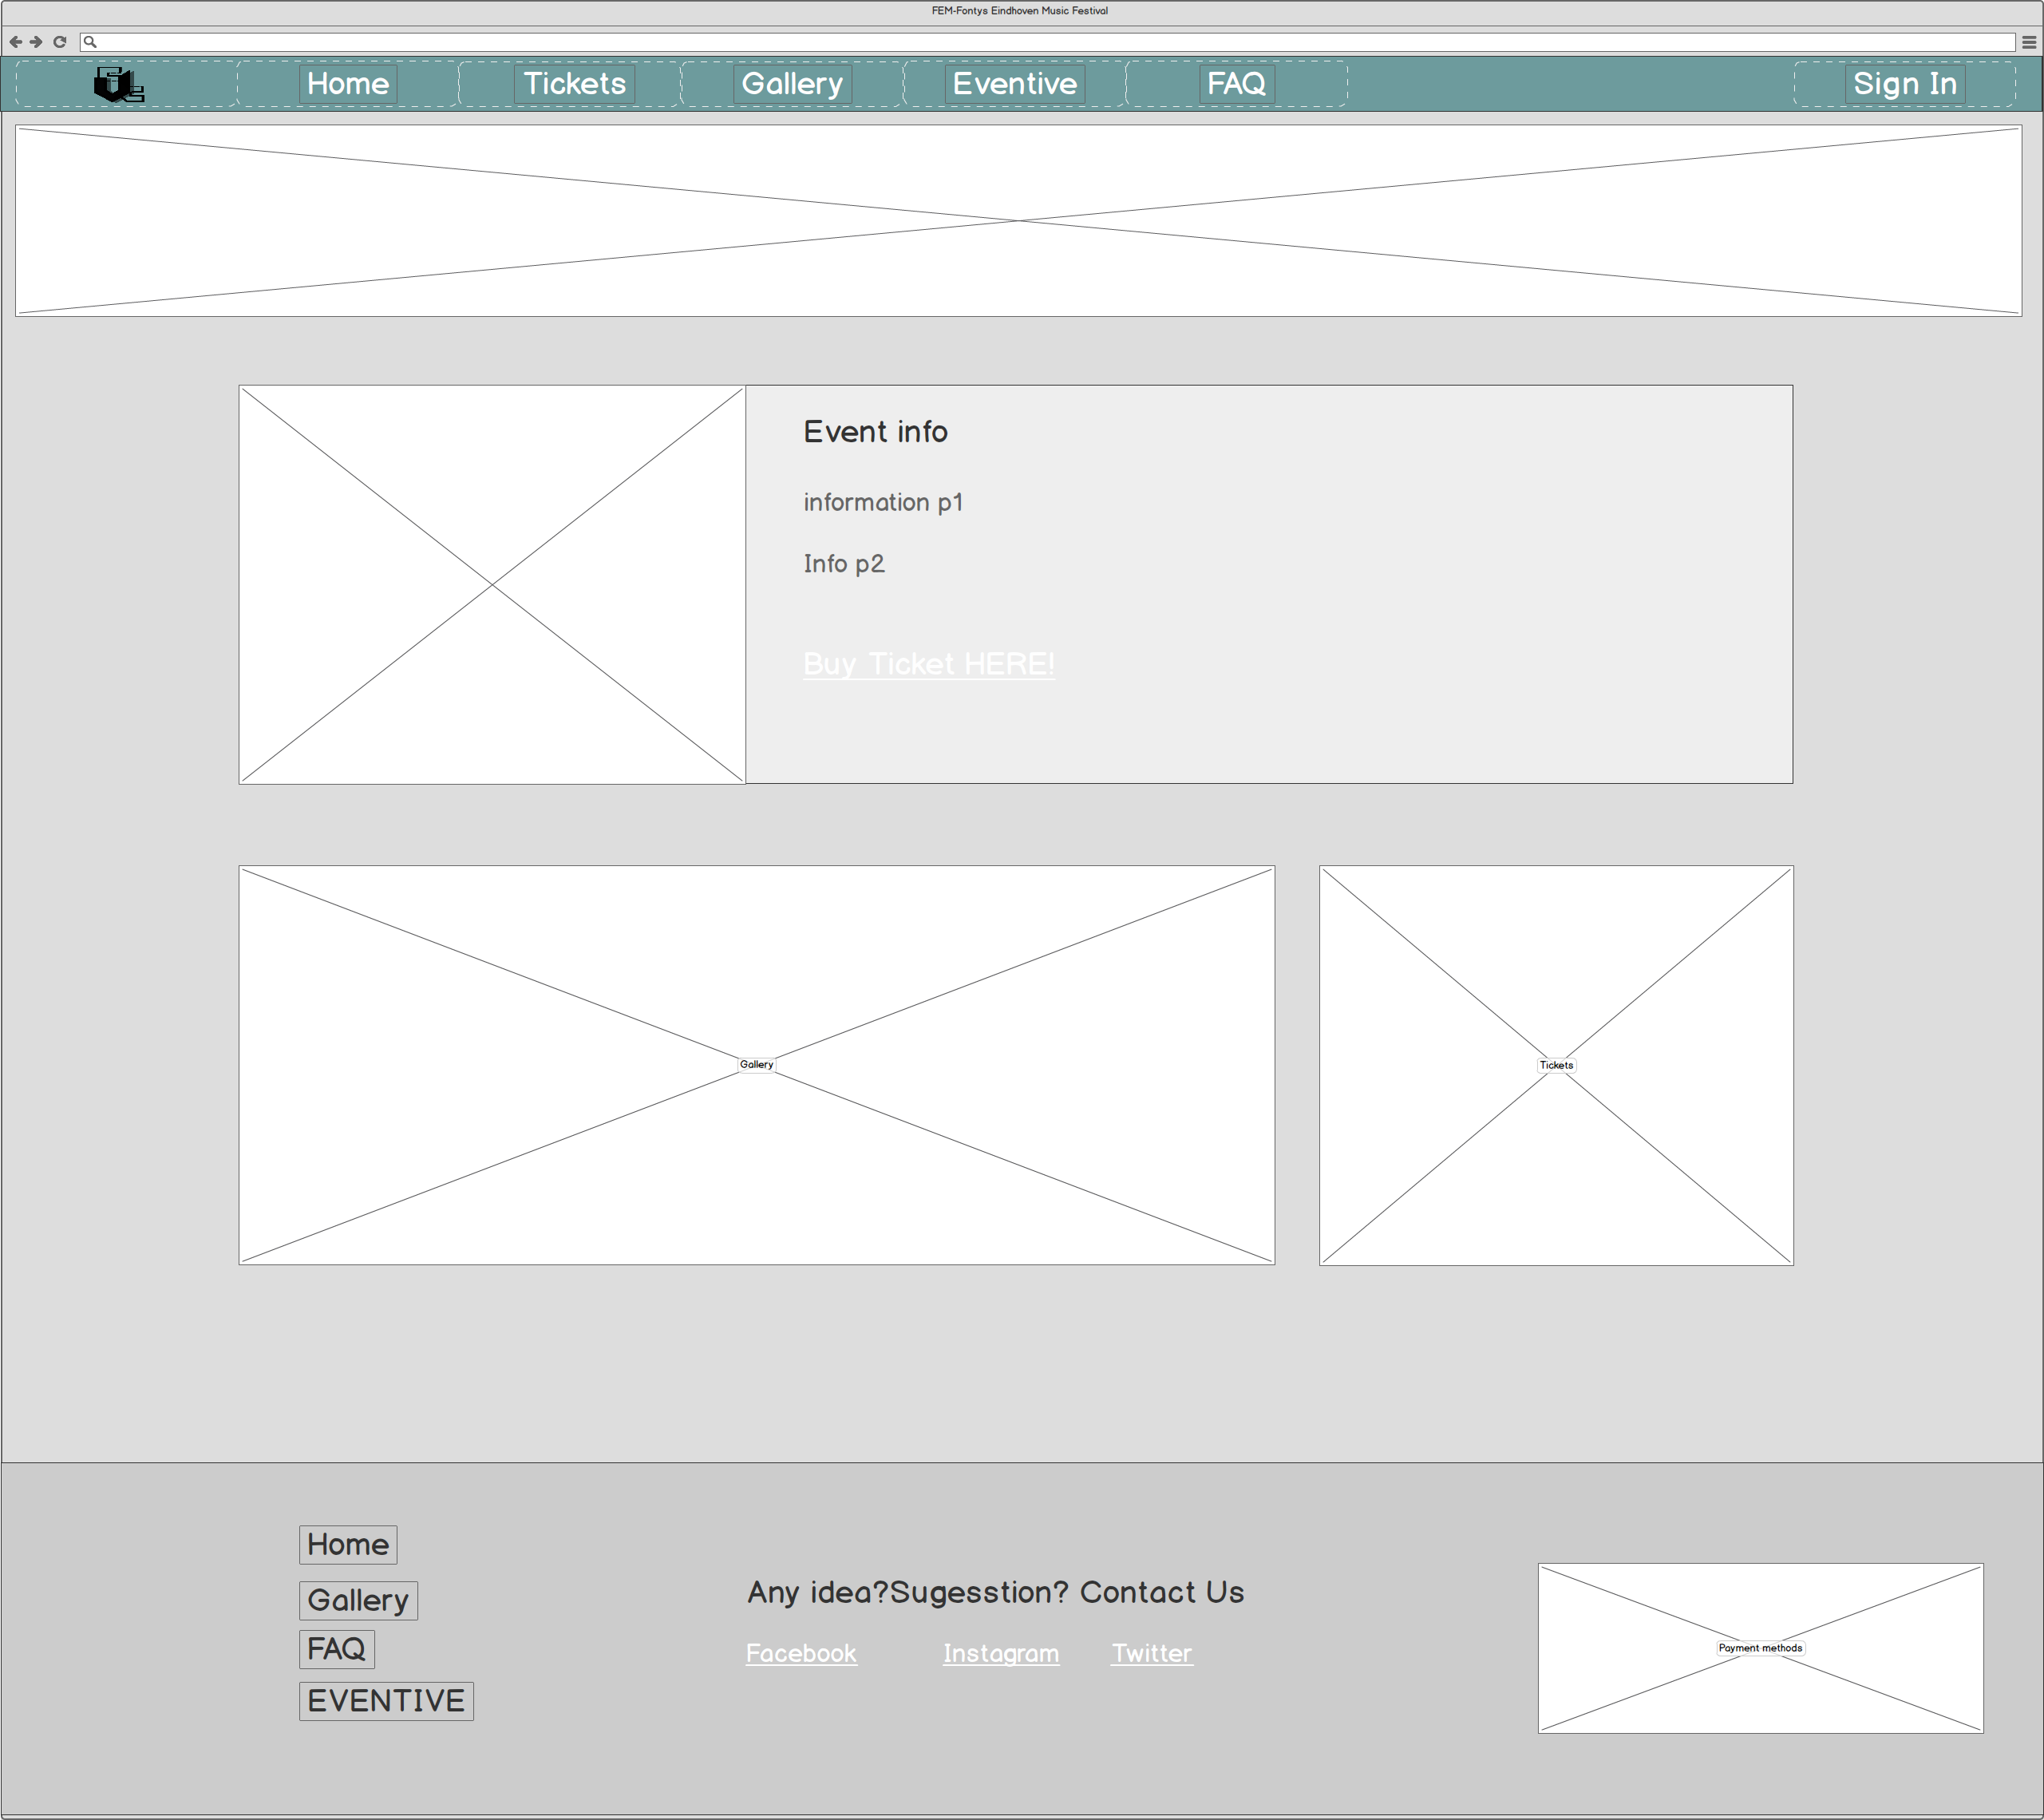 FEM-Fontys Eindhoven Music Festival
Home Tickets Gallery Eventive FAQ Sign In
Event info
information p1
Info p2
Buy Ticket HERE!
Gallery
Tickets
Home
Gallery
FAQ
EVENTIVE
Any idea?Sugesstion? Contact Us
Facebook Instagram Twitter
Payment methods